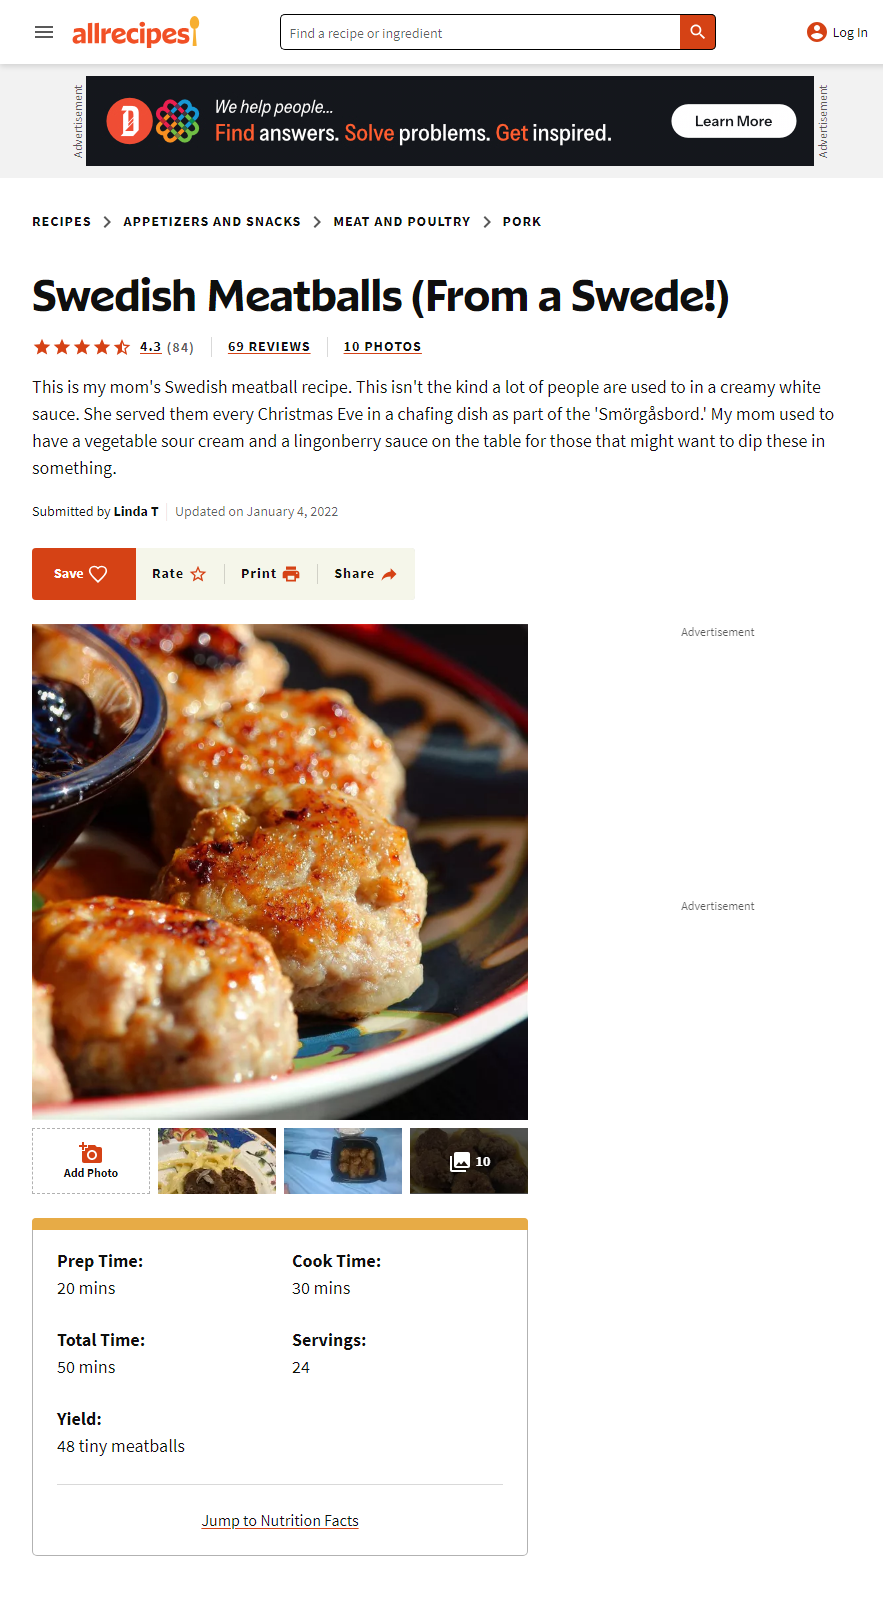 allrecipes
Find a recipe or ingredient
Log In
Advertisement
D
We help people...
Find answers. Solve problems. Get inspired.
Learn More
Advertisement
RECIPES > APPETIZERS AND SNACKS > MEAT AND POULTRY > PORK
Swedish Meatballs (From a Swede!)
4.3 (84) 69 REVIEWS 10 PHOTOS
This is my mom's Swedish meatball recipe. This isn't the kind a lot of people are used to in a creamy white
sauce. She served them every Christmas Eve in a chafing dish as part of the 'Smörgåsbord.' My mom used to
have a vegetable sour cream and a lingonberry sauce on the table for those that might want to dip these in
something.
Submitted by Linda T Updated on January 4, 2022
Save Rate Print Share
Advertisement
Advertisement
Add Photo
10
Prep Time: Cook Time:
20 mins 30 mins
Total Time: Servings:
50 mins 24
Yield:
48 tiny meatballs
Jump to Nutrition Facts